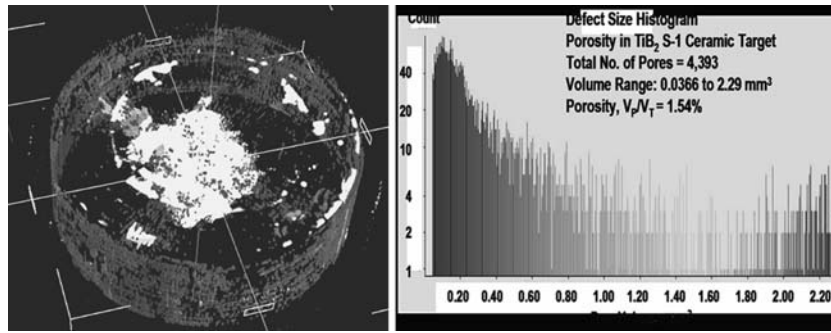 Count
Defect Size Histogram
Porosity in TiB₂ S-1 Ceramic Target
Total No. of Pores = 4,393
Volume Range: 0.0366 to 2.29 mm³
Porosity, Vₚ/Vₜ = 1.54%
40
20
10
4
2
1
0.20 0.40 0.60 0.80 1.00 1.20 1.40 1.60 1.80 2.00 2.20